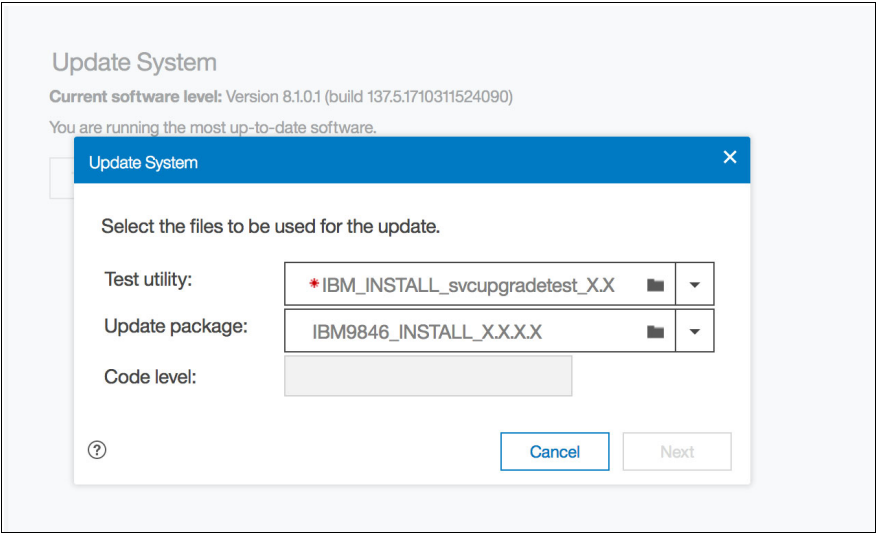 Update System
Current software level: Version 8.1.0.1 (build 137.5.1710311524090)
You are running the most up-to-date software.
Update System
Select the files to be used for the update.
Test utility: *IBM_INSTALL_svcupgradetest_X.X
Update package: IBM9846_INSTALL_X.X.X.X
Code level:
? Cancel Next